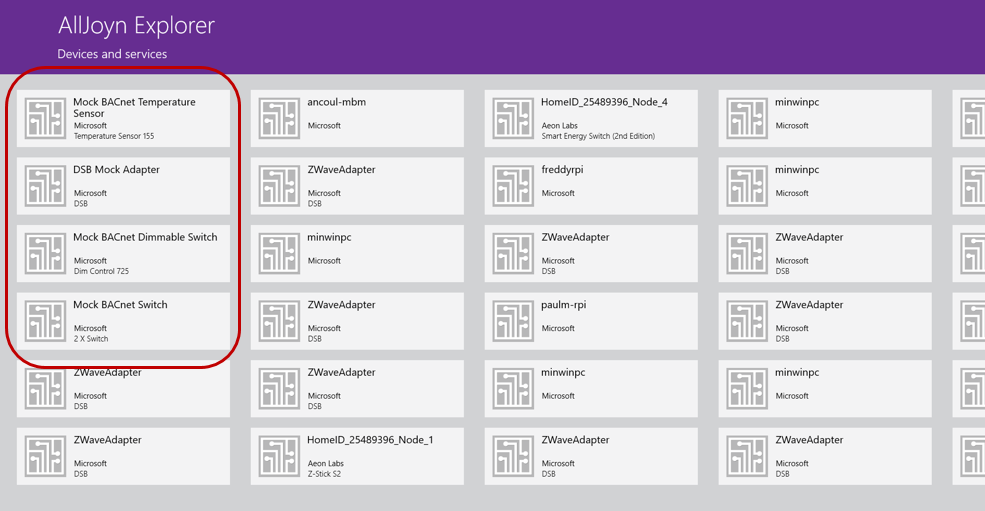 AllJoyn Explorer
Devices and services
Mock BACnet Temperature
Sensor
Microsoft
Temperature Sensor 155
DSB Mock Adapter
Microsoft
DSB
Mock BACnet Dimmable Switch
Microsoft
Dim Control 725
Mock BACnet Switch
Microsoft
2 X Switch
ZWaveAdapter
Microsoft
DSB
ZWaveAdapter
Microsoft
DSB
ancoul-mbm
Microsoft
ZWaveAdapter
Microsoft
DSB
minwinpc
Microsoft
ZWaveAdapter
Microsoft
DSB
ZWaveAdapter
Microsoft
DSB
HomeID_25489396_Node_1
Aeon Labs
Z-Stick S2
HomeID_25489396_Node_4
Aeon Labs
Smart Energy Switch (2nd Edition)
freddyrpi
Microsoft
ZWaveAdapter
Microsoft
DSB
paulm-rpi
Microsoft
minwinpc
Microsoft
ZWaveAdapter
Microsoft
DSB
minwinpc
Microsoft
minwinpc
Microsoft
ZWaveAdapter
Microsoft
DSB
ZWaveAdapter
Microsoft
DSB
minwinpc
Microsoft
ZWaveAdapter
Microsoft
DSB